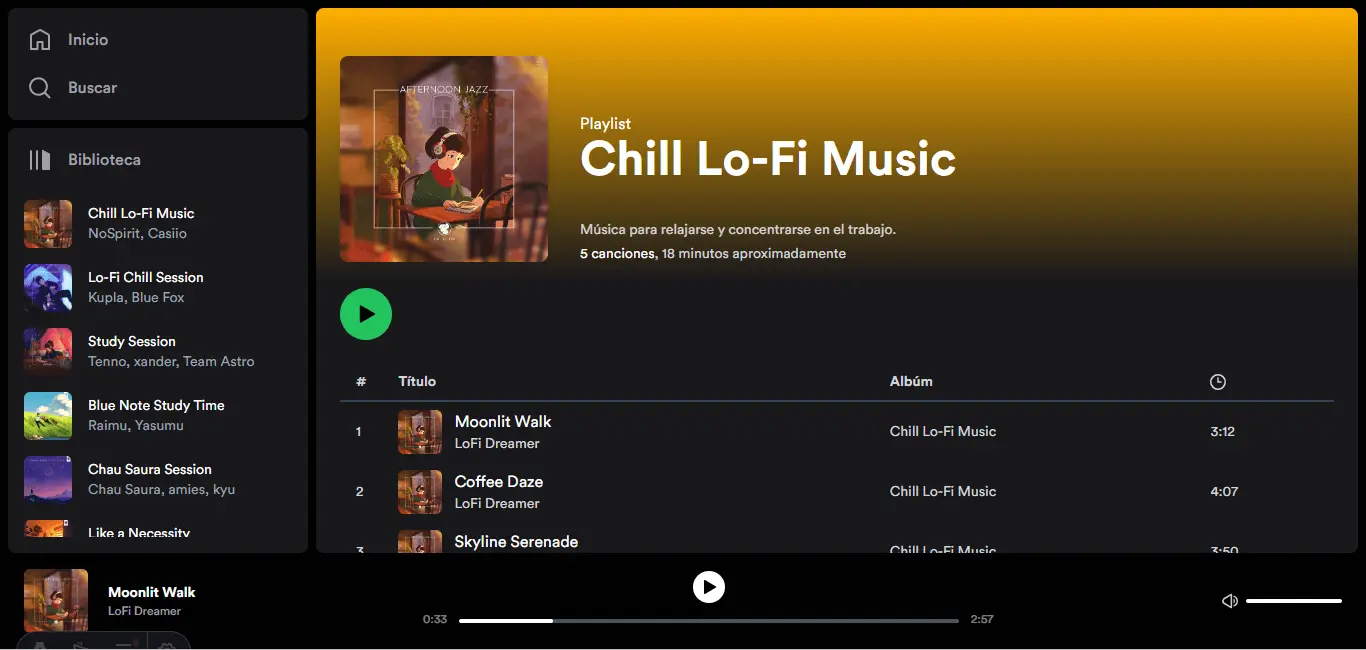 Inicio
Buscar
Biblioteca
Chill Lo-Fi Music
NoSpirit, Casiio
Lo-Fi Chill Session
Kupla, Blue Fox
Study Session
Tenno, xander, Team Astro
Blue Note Study Time
Raimu, Yasumu
Chau Saura Session
Chau Saura, amies, kyu
Like a Necessity
AFTERNOON JAZZ
Playlist
Chill Lo-Fi Music
Música para relajarse y concentrarse en el trabajo.
5 canciones, 18 minutos aproximadamente
# Título Albúm
1 Moonlit Walk Chill Lo-Fi Music 3:12
LoFi Dreamer
2 Coffee Daze Chill Lo-Fi Music 4:07
LoFi Dreamer
3 Skyline Serenade Chill Lo-Fi Music 3:50
Moonlit Walk
LoFi Dreamer
0:33 2:57